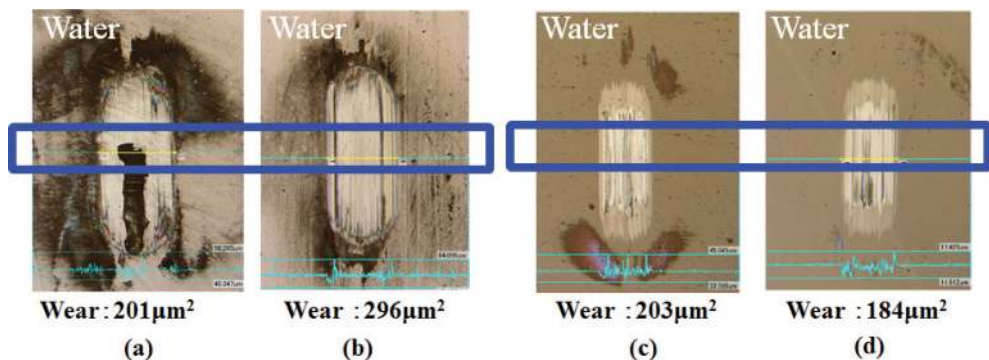 Water
Water
Water
Water
Wear : 201μm²
Wear : 296μm²
Wear : 203μm²
Wear : 184μm²
(a)
(b)
(c)
(d)